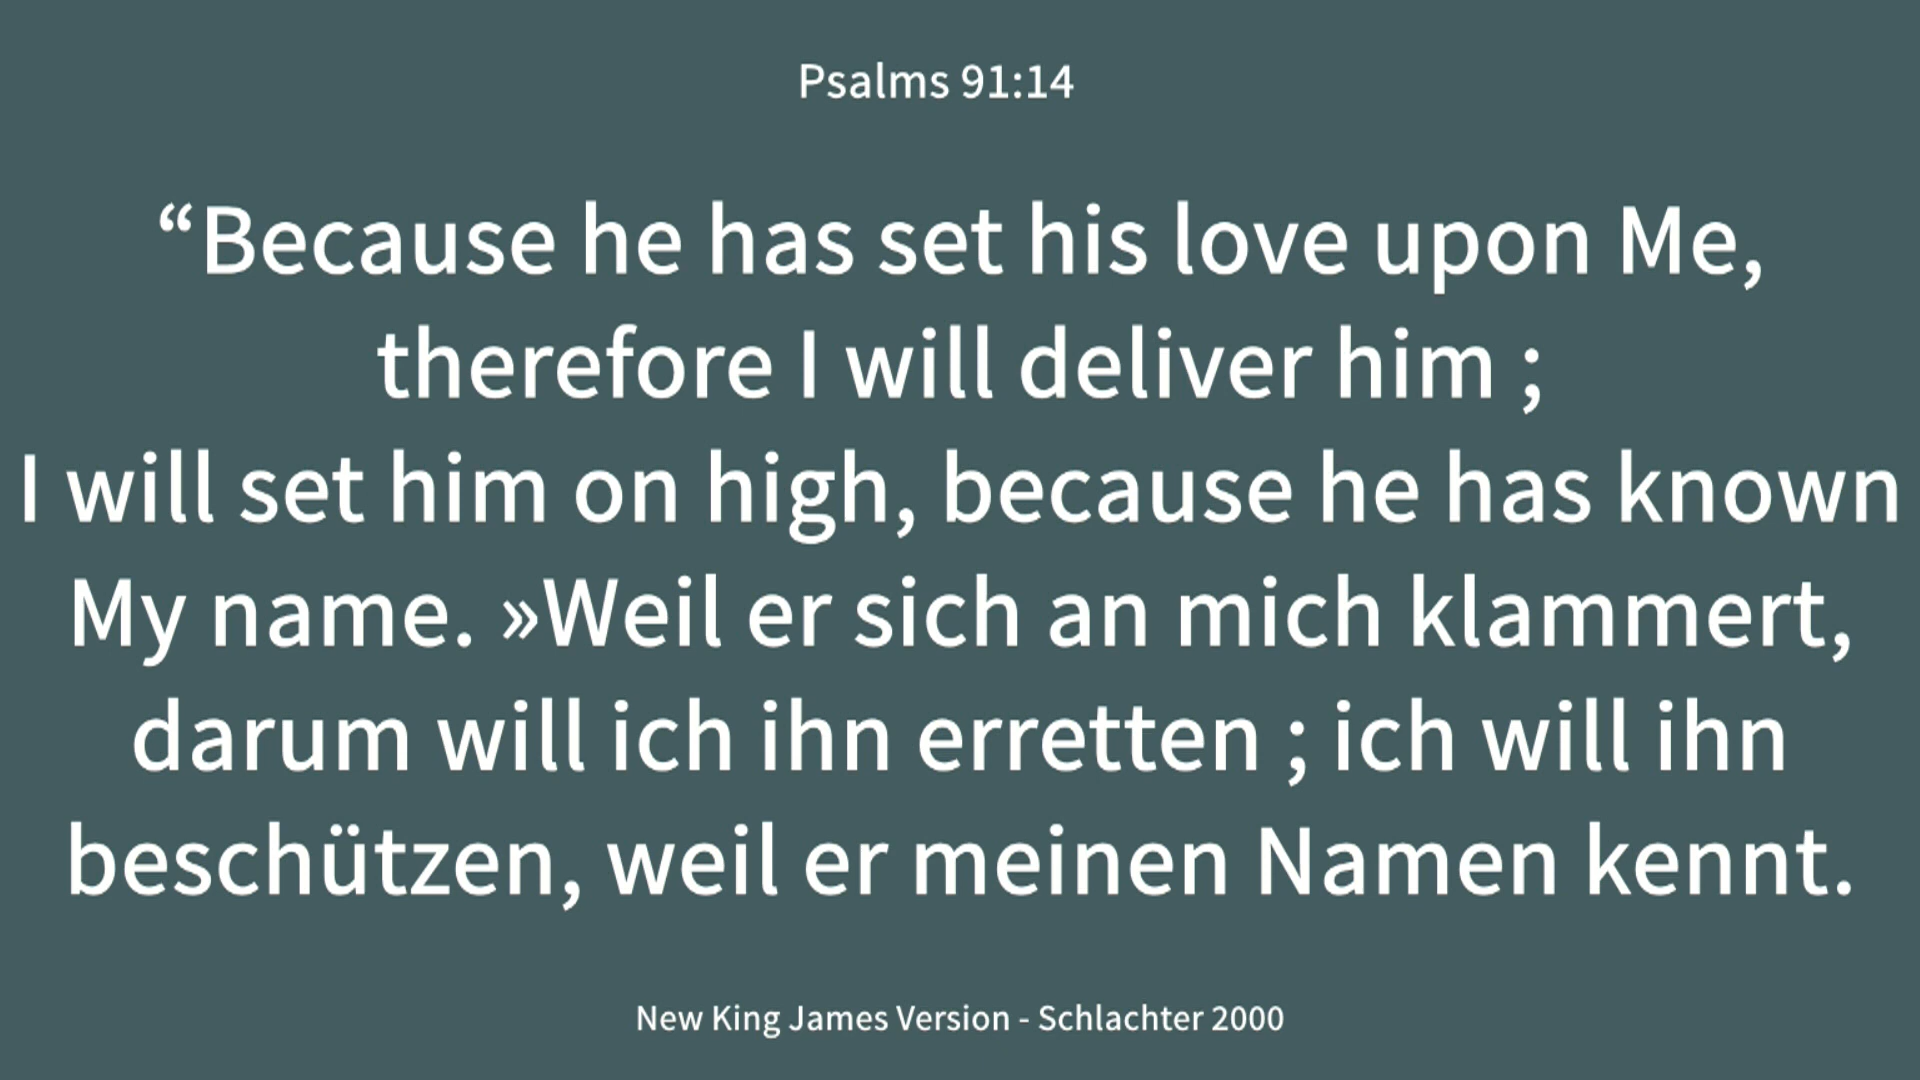 Psalms 91:14
“Because he has set his love upon Me,
therefore I will deliver him ;
I will set him on high, because he has known
My name. »Weil er sich an mich klammert,
darum will ich ihn erretten ; ich will ihn
beschützen, weil er meinen Namen kennt.
New King James Version - Schlachter 2000